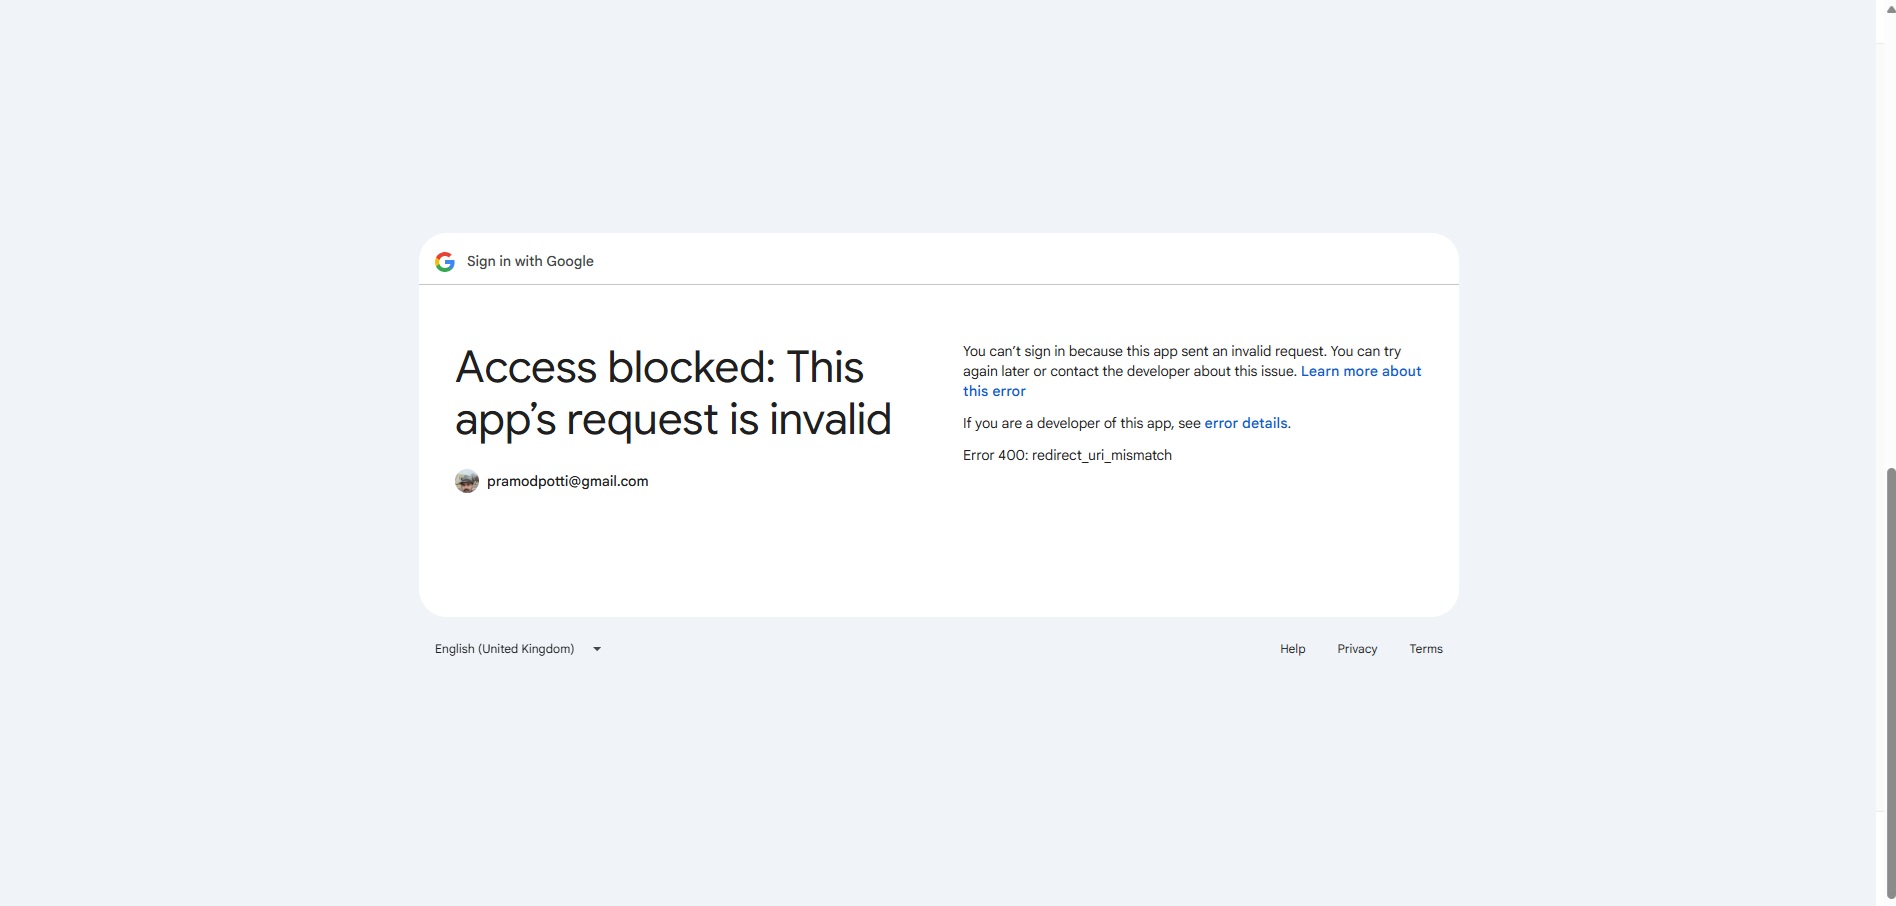 Sign in with Google
Access blocked: This
app’s request is invalid
pramodpotti@gmail.com
You can’t sign in because this app sent an invalid request. You can try
again later or contact the developer about this issue. Learn more about
this error
If you are a developer of this app, see error details.
Error 400: redirect_uri_mismatch
English (United Kingdom)
Help Privacy Terms